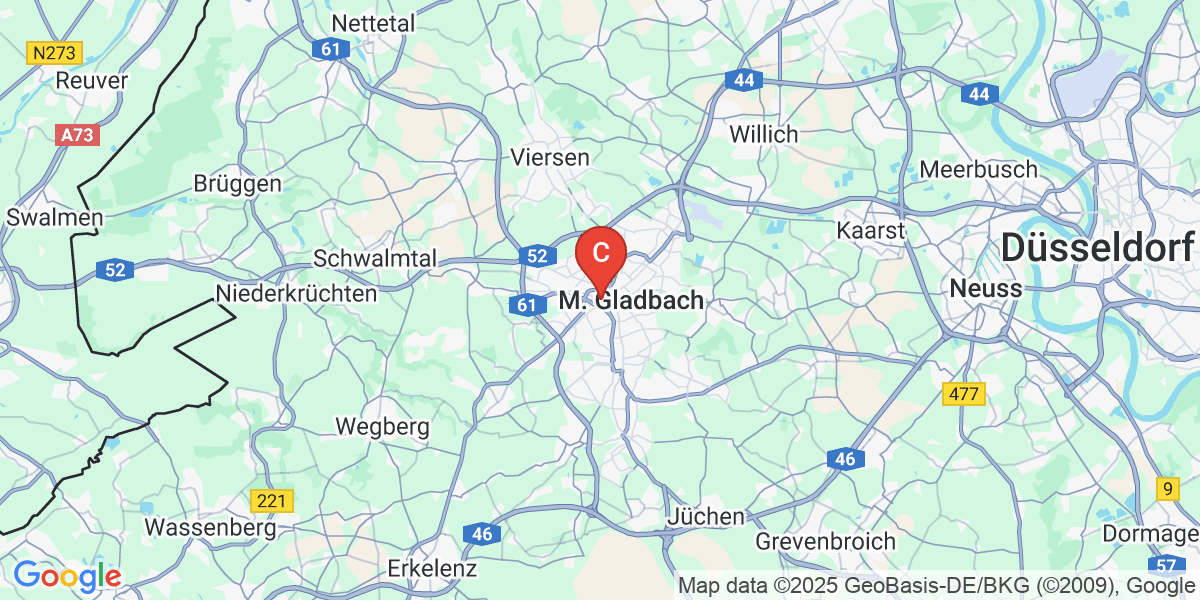 Nettetal
61
N273
Reuver
44
44
A73
Willich
Viersen
Meerbusch
Brüggen
Swalmen
Kaarst
Düsseldorf
C
52
Schwalmtal
52
Niederkrüchten
61
M. Gladbach
Neuss
477
Wegberg
46
9
221
Jüchen
Wassenberg
46
Dormage
Grevenbroich
Erkelenz
57
Google
Map data ©2025 GeoBasis-DE/BKG (©2009), Google